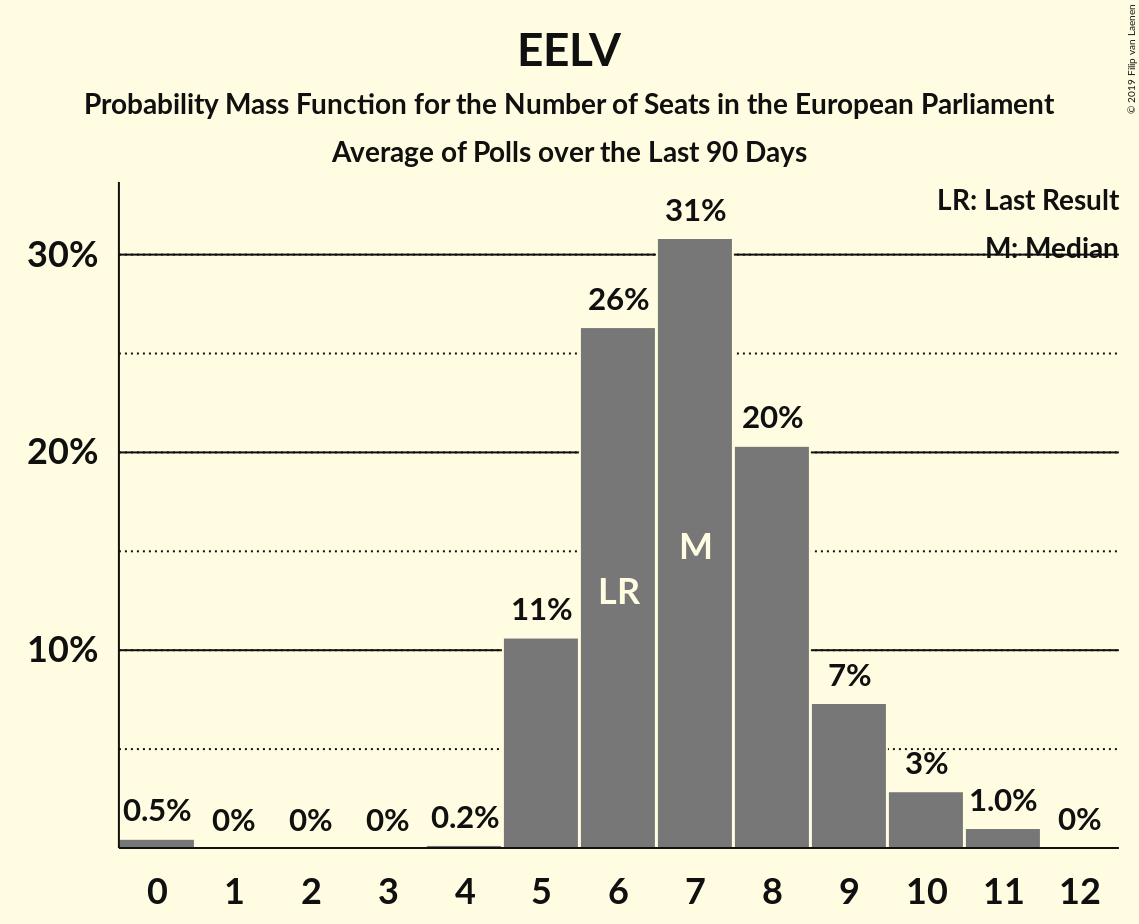 EELV
Probability Mass Function for the Number of Seats in the European Parliament
Average of Polls over the Last 90 Days
© 2019 Filip van Laenen
LR: Last Result
M: Median
30%
20%
10%
0.5%
0%
0%
0%
0.2%
11%
26%
31%
20%
7%
3%
1.0%
0%
LR
M
0 1 2 3 4 5 6 7 8 9 10 11 12